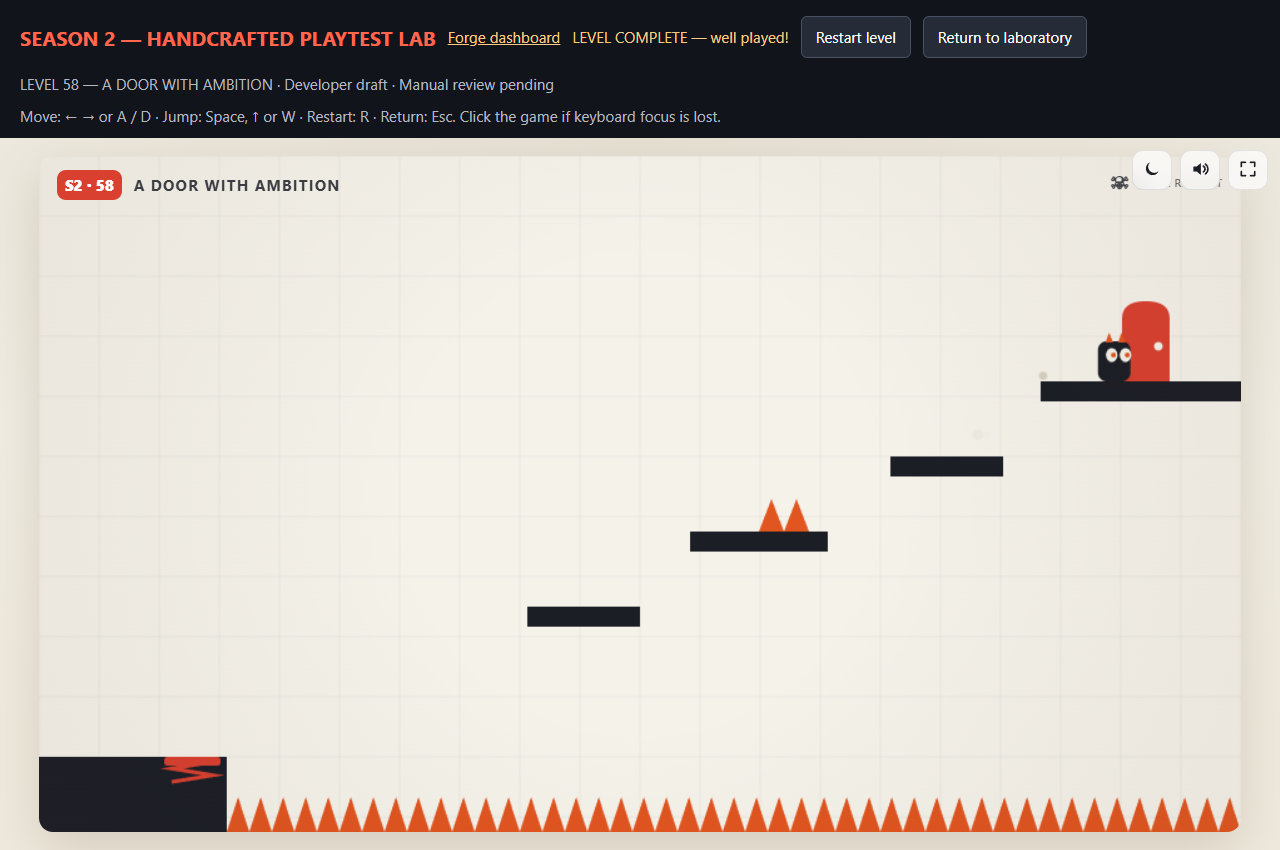 SEASON 2 — HANDCRAFTED PLAYTEST LAB Forge dashboard LEVEL COMPLETE — well played! Restart level Return to laboratory
LEVEL 58 — A DOOR WITH AMBITION · Developer draft · Manual review pending
Move: ← → or A / D · Jump: Space, ↑ or W · Restart: R · Return: Esc. Click the game if keyboard focus is lost.
S2 · 58 A DOOR WITH AMBITION